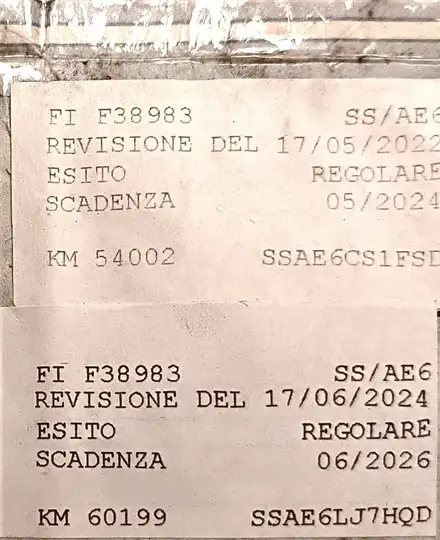 FI F38983 SS/AE6
REVISIONE DEL 17/05/2022
ESITO REGOLARE
SCADENZA 05/2024
KM 54002 SSAE6CS1FSD
FI F38983 SS/AE6
REVISIONE DEL 17/06/2024
ESITO REGOLARE
SCADENZA 06/2026
KM 60199 SSAE6LJ7HQD